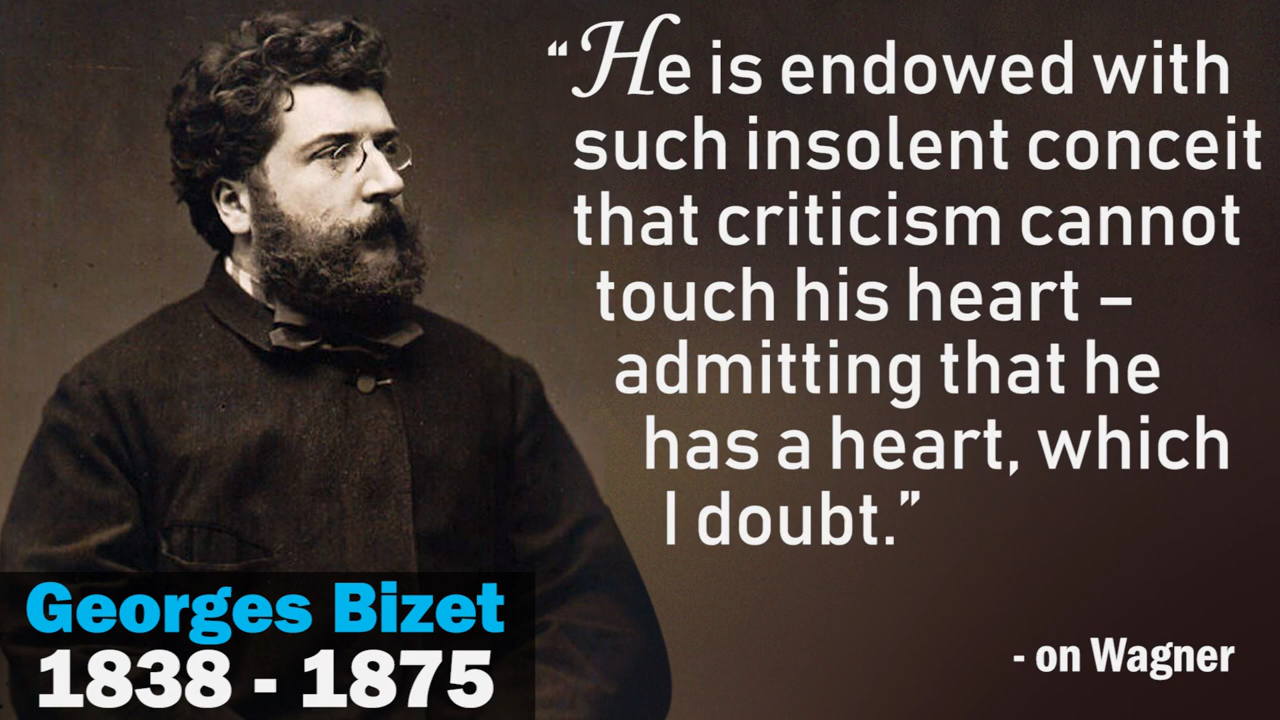 “He is endowed with
such insolent conceit
that criticism cannot
touch his heart –
admitting that he
has a heart, which
I doubt.”
- on Wagner
Georges Bizet
1838 - 1875